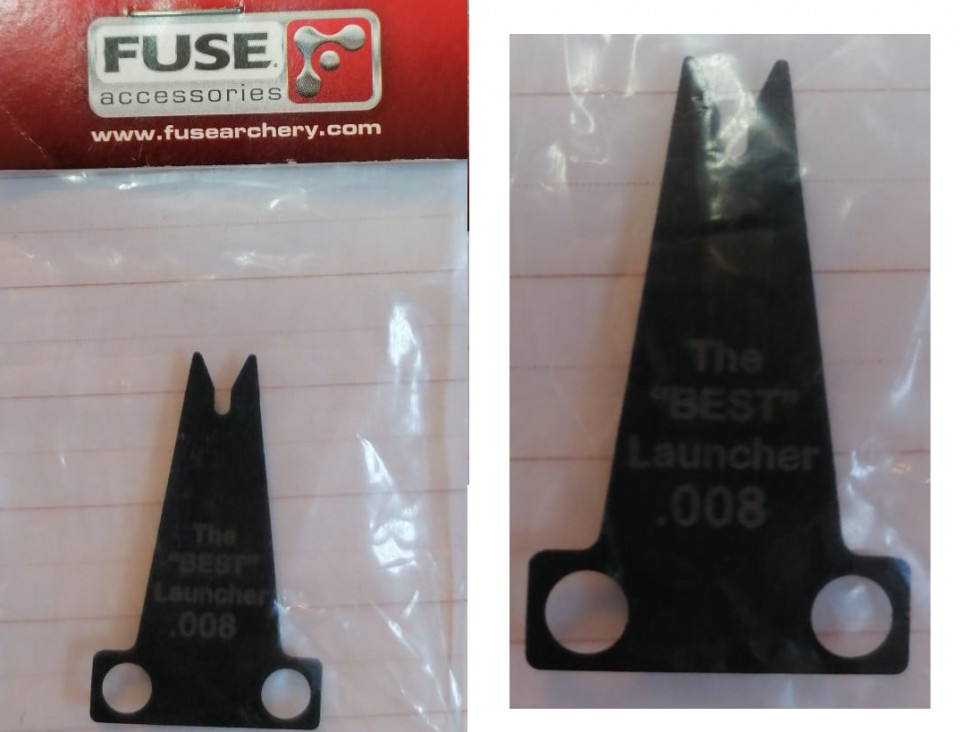 FUSE
accessories
www.fusearchery.com
The
"BEST"
Launcher
.008
The
"BEST"
Launcher
.008